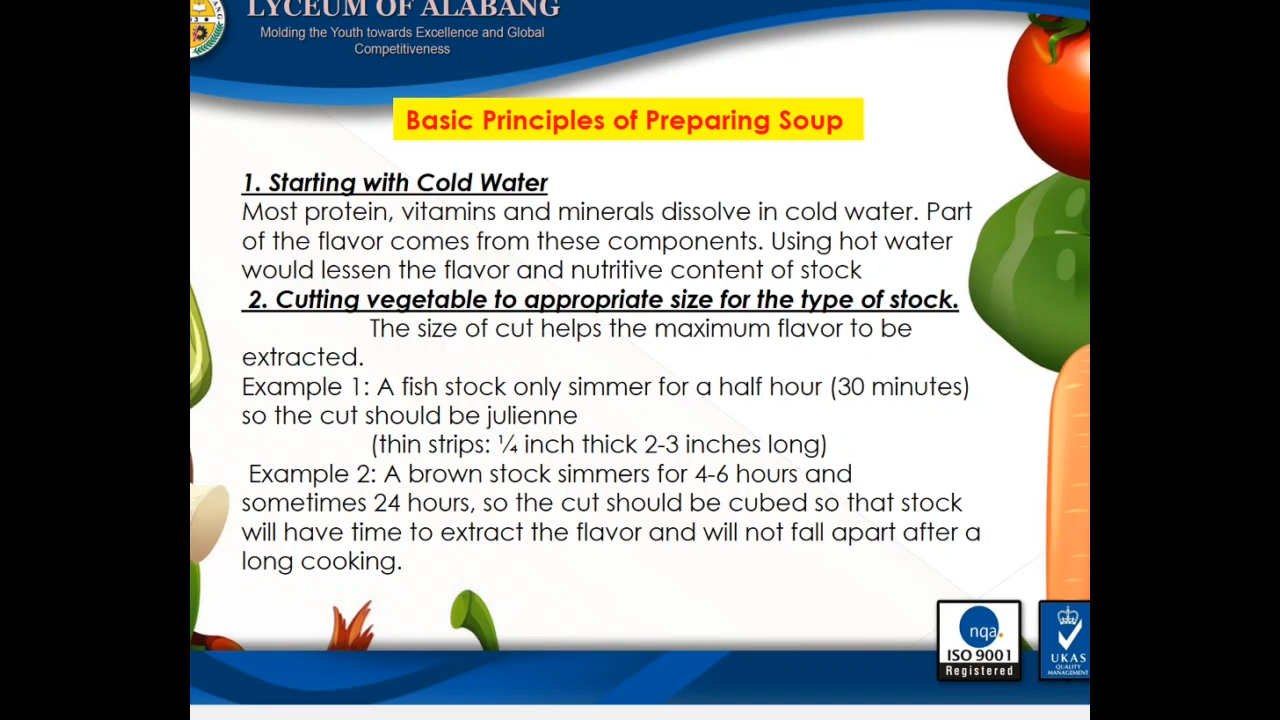 LYCEUM OF ALABANG
Molding the Youth towards Excellence and Global
Competitiveness
Basic Principles of Preparing Soup
1. Starting with Cold Water
Most protein, vitamins and minerals dissolve in cold water. Part
of the flavor comes from these components. Using hot water
would lessen the flavor and nutritive content of stock
2. Cutting vegetable to appropriate size for the type of stock.
The size of cut helps the maximum flavor to be
extracted.
Example 1: A fish stock only simmer for a half hour (30 minutes)
so the cut should be julienne
(thin strips: ¼ inch thick 2-3 inches long)
Example 2: A brown stock simmers for 4-6 hours and
sometimes 24 hours, so the cut should be cubed so that stock
will have time to extract the flavor and will not fall apart after a
long cooking.
nqa.
ISO 9001
Registered
UKAS
QUALITY
MANAGEMENT